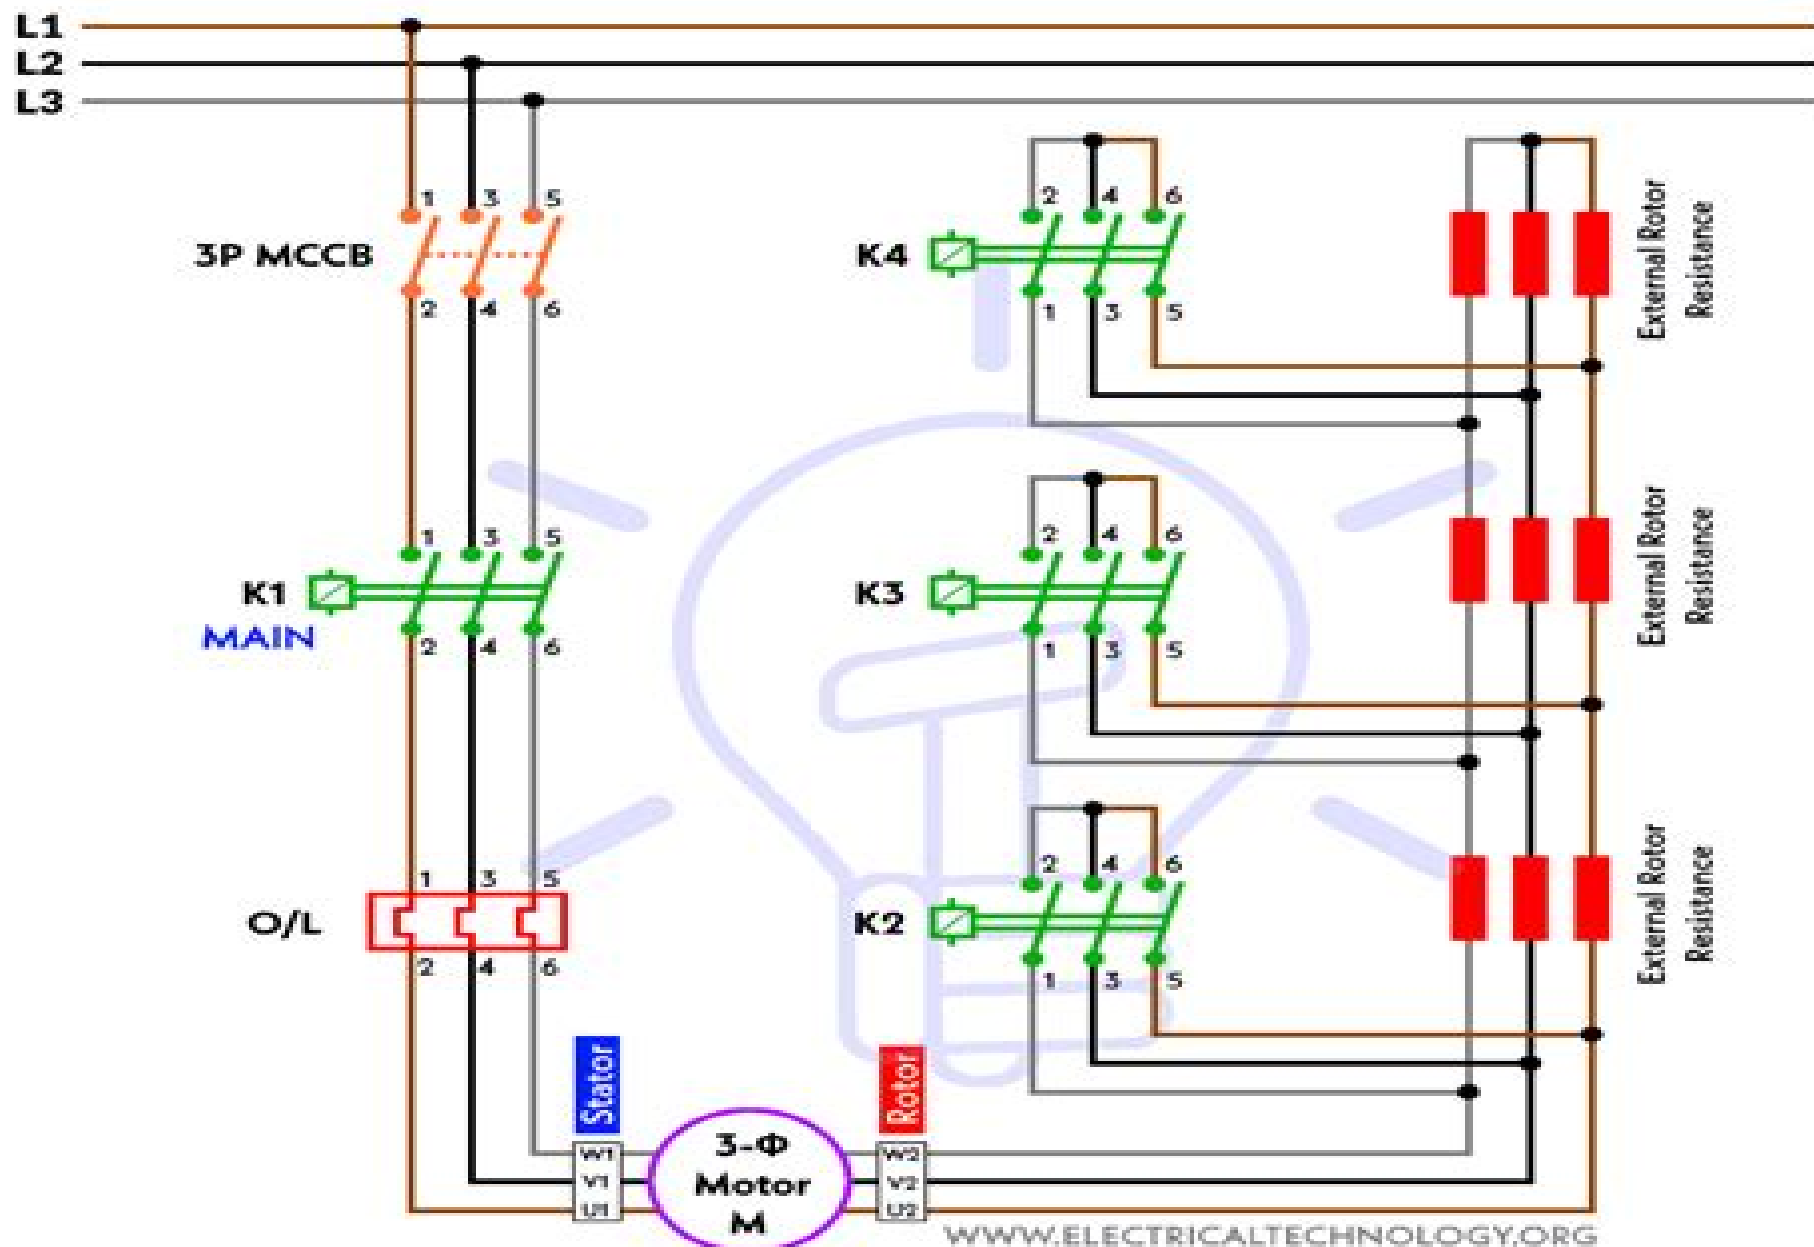 L1
L2
L3
1 3 5
3P MCCB
2 4 6
1 3 5
K1
MAIN
2 4 6
1 3 5
O/L
2 4 6
2 4 6
K4
1 3 5
External Rotor
Resistance
2 4 6
K3
1 3 5
External Rotor
Resistance
2 4 6
K2
1 3 5
External Rotor
Resistance
Stator
W1
V1
U1
3-Φ
Motor
M
Rotor
W2
V2
U2
WWW.ELECTRICALTECHNOLOGY.ORG